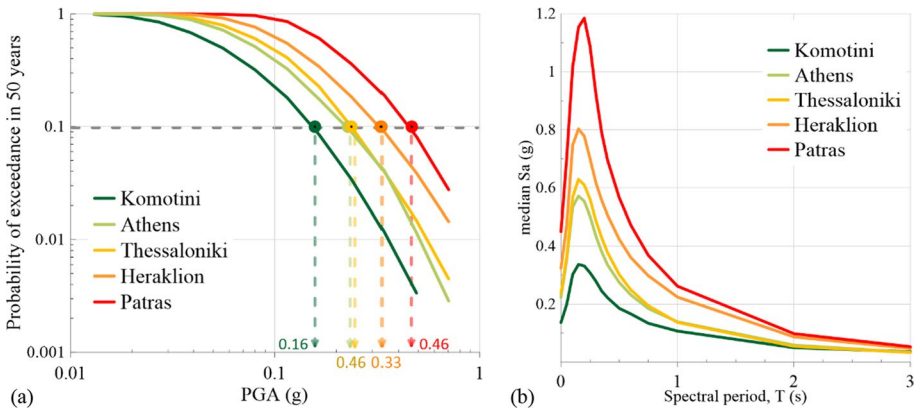 1
0.1
0.01
0.001
Probability of exceedance in 50 years
Komotini
Athens
Thessaloniki
Heraklion
Patras
0.16
0.46
0.33
0.46
0.01
0.1
1
PGA (g)
(a)
1.2
1.0
0.8
0.6
0.4
0.2
median Sa (g)
Komotini
Athens
Thessaloniki
Heraklion
Patras
0
1
2
3
Spectral period, T (s)
(b)